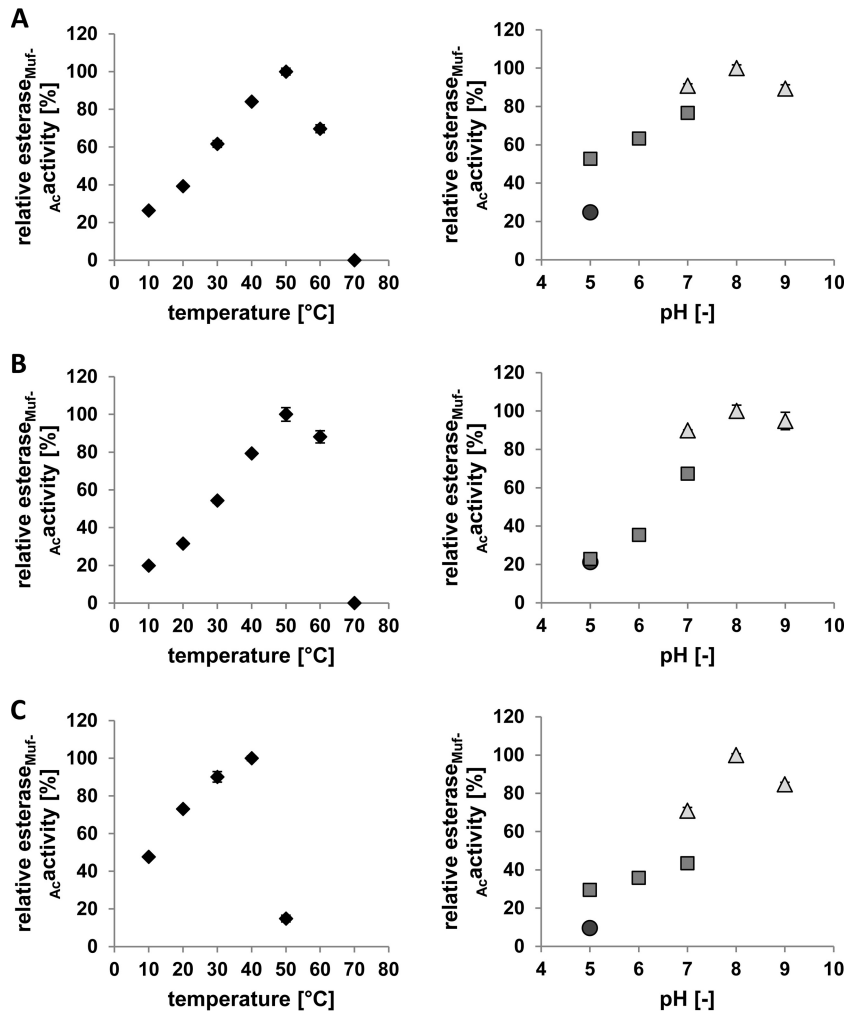 A
relative esterase Muf-
Ac activity [%]
120
100
80
60
40
20
0
0 10 20 30 40 50 60 70 80
temperature [°C]
relative esterase Muf-
Ac activity [%]
120
100
80
60
40
20
0
4 5 6 7 8 9 10
pH [-]
B
relative esterase Muf-
Ac activity [%]
120
100
80
60
40
20
0
0 10 20 30 40 50 60 70 80
temperature [°C]
relative esterase Muf-
Ac activity [%]
120
100
80
60
40
20
0
4 5 6 7 8 9 10
pH [-]
C
relative esterase Muf-
Ac activity [%]
120
100
80
60
40
20
0
0 10 20 30 40 50 60 70 80
temperature [°C]
relative esterase Muf-
Ac activity [%]
120
100
80
60
40
20
0
4 5 6 7 8 9 10
pH [-]